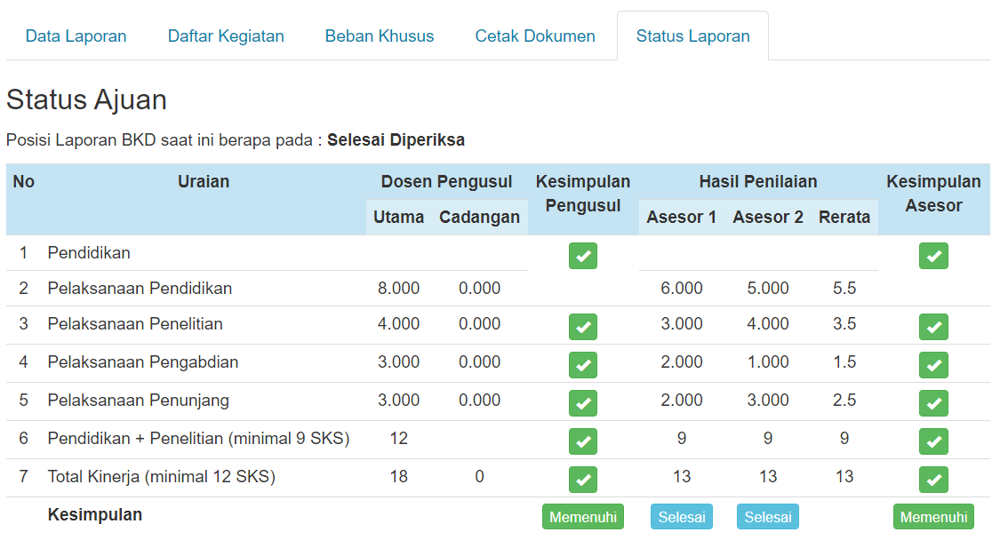 Data Laporan Daftar Kegiatan Beban Khusus Cetak Dokumen Status Laporan
Status Ajuan
Posisi Laporan BKD saat ini berapa pada : Selesai Diperiksa
No Uraian Dosen Pengusul Kesimpulan Pengusul Hasil Penilaian Kesimpulan Asesor
Utama Cadangan Asesor 1 Asesor 2 Rerata
1 Pendidikan
2 Pelaksanaan Pendidikan 8.000 0.000 6.000 5.000 5.5
3 Pelaksanaan Penelitian 4.000 0.000 3.000 4.000 3.5
4 Pelaksanaan Pengabdian 3.000 0.000 2.000 1.000 1.5
5 Pelaksanaan Penunjang 3.000 0.000 2.000 3.000 2.5
6 Pendidikan + Penelitian (minimal 9 SKS) 12 9 9 9
7 Total Kinerja (minimal 12 SKS) 18 0 13 13 13
Kesimpulan Memenuhi Selesai Selesai Memenuhi